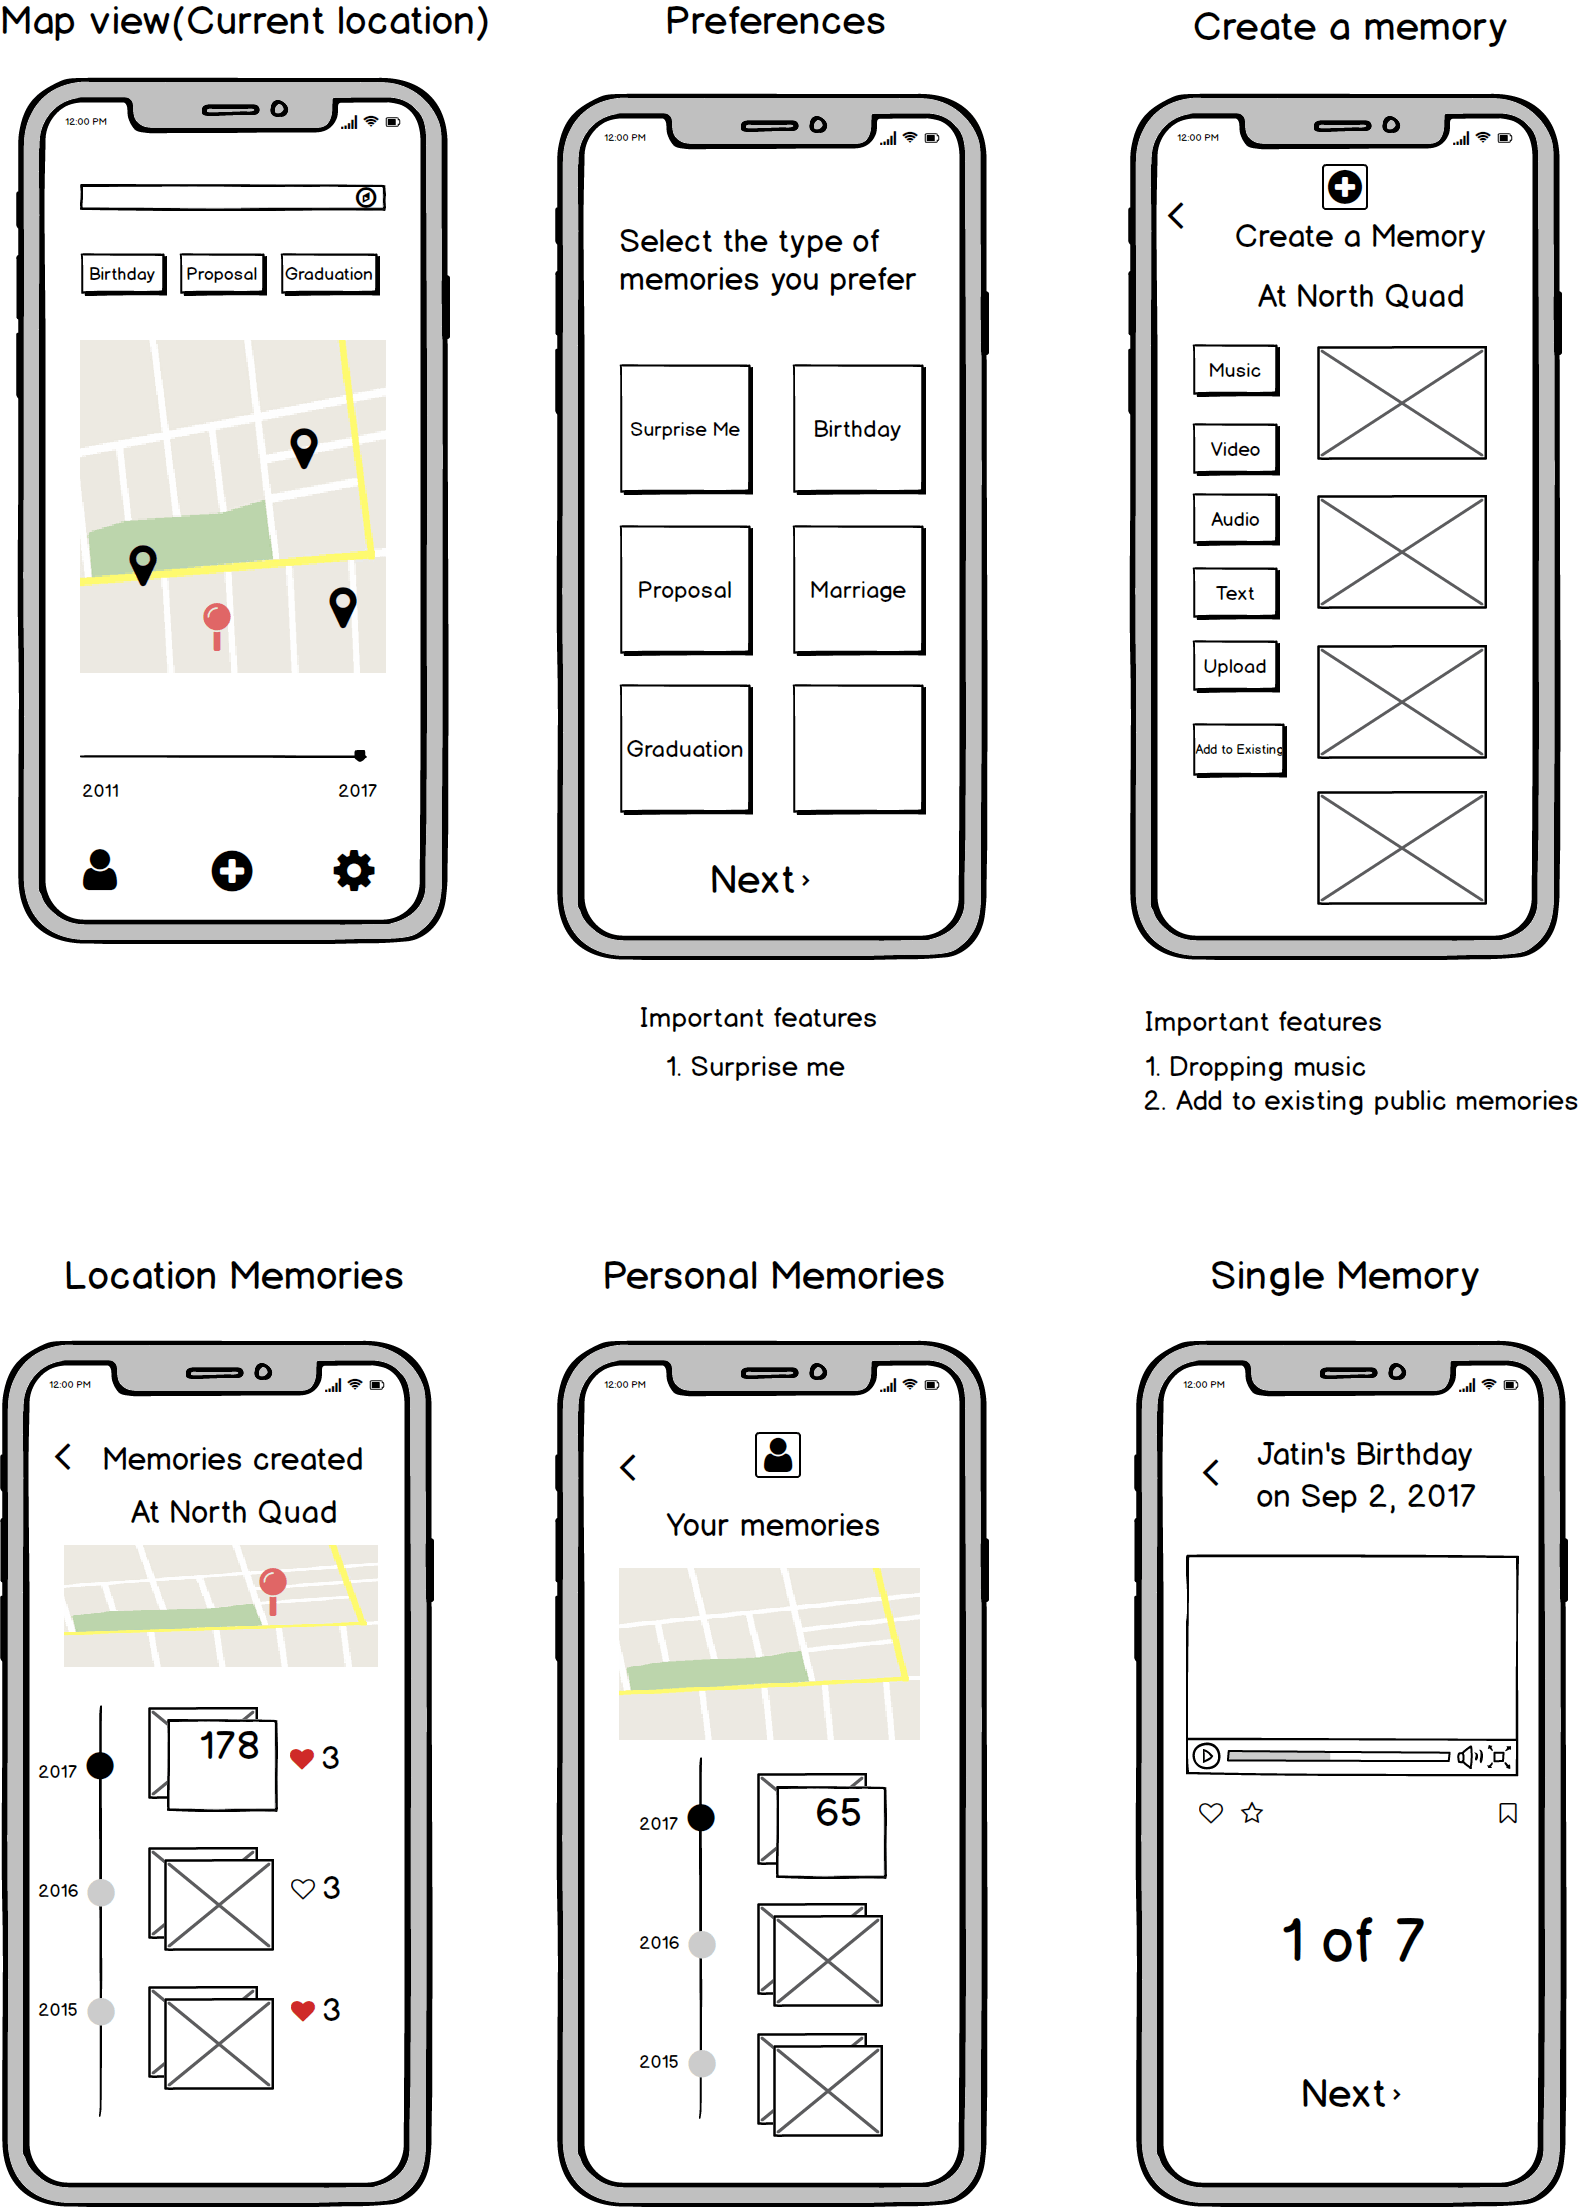 Map view(Current location)
Preferences
Create a memory
12:00 PM
Birthday
Proposal
Graduation
2011
2017
12:00 PM
Select the type of
memories you prefer
Surprise Me
Birthday
Proposal
Marriage
Graduation
Next
12:00 PM
Create a Memory
At North Quad
Music
Video
Audio
Text
Upload
Add to Existing
Important features
1. Surprise me
Important features
1. Dropping music
2. Add to existing public memories
Location Memories
Personal Memories
Single Memory
12:00 PM
Memories created
At North Quad
178
3
2017
3
2016
3
2015
12:00 PM
Your memories
65
2017
2016
2015
12:00 PM
Jatin's Birthday
on Sep 2, 2017
1 of 7
Next